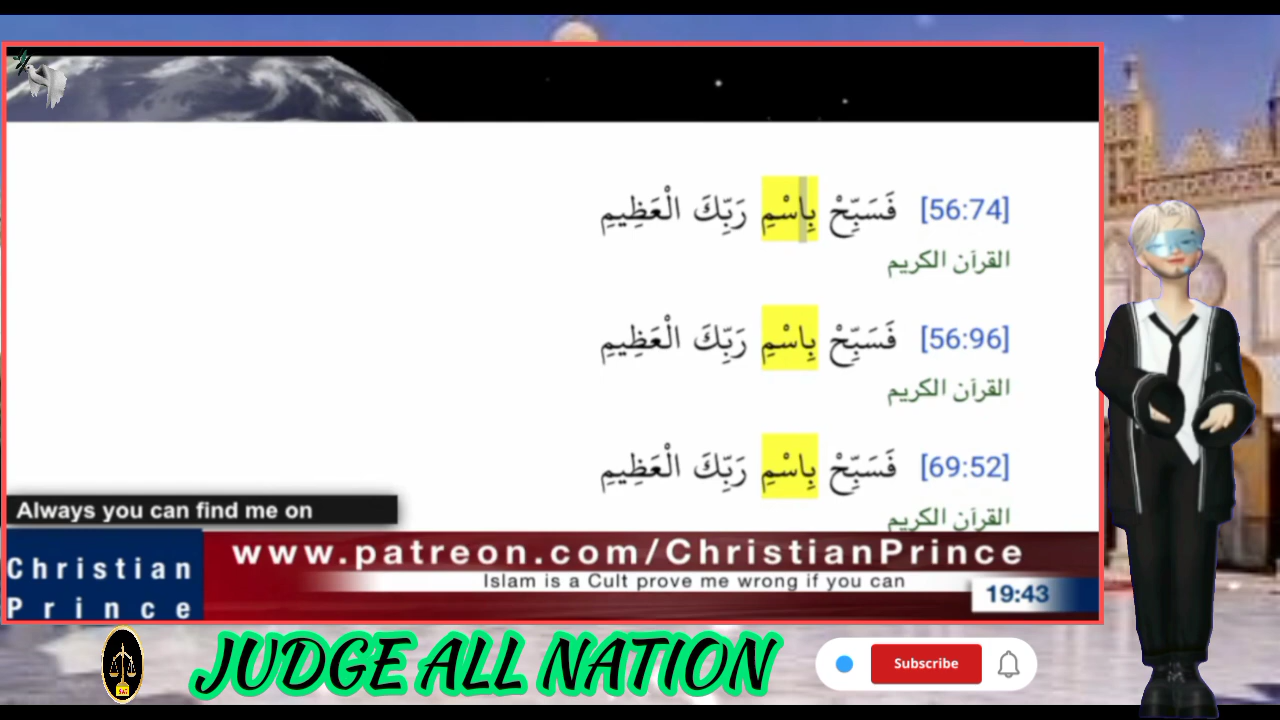 [56:74] فَسَبِّحْ بِاسْمِ رَبِّكَ الْعَظِيمِ
القرآن الكريم
[56:96] فَسَبِّحْ بِاسْمِ رَبِّكَ الْعَظِيمِ
القرآن الكريم
[69:52] فَسَبِّحْ بِاسْمِ رَبِّكَ الْعَظِيمِ
القرآن الكريم
Always you can find me on
www.patreon.com/ChristianPrince
Islam is a Cult prove me wrong if you can
Christian
Prince
19:43
JUDGE ALL NATION
Subscribe